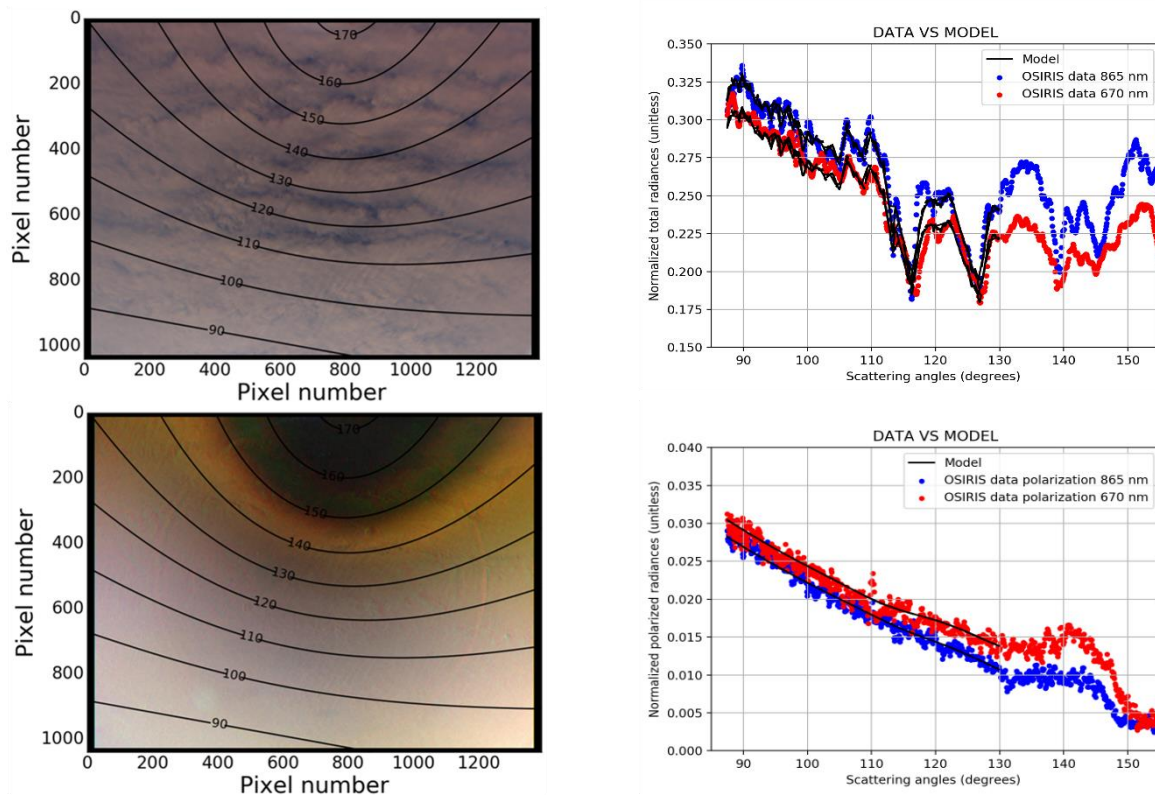 0
200
400
600
800
1000
Pixel number
0 200 400 600 800 1000 1200
Pixel number
170
160
150
140
130
120
110
100
90
DATA VS MODEL
Model
OSIRIS data 865 nm
OSIRIS data 670 nm
0.350
0.325
0.300
0.275
0.250
0.225
0.200
0.175
0.150
Normalized total radiances (unitless)
90 100 110 120 130 140 150
Scattering angles (degrees)
0
200
400
600
800
1000
Pixel number
0 200 400 600 800 1000 1200
Pixel number
170
160
150
140
130
120
110
100
90
DATA VS MODEL
Model
OSIRIS data polarization 865 nm
OSIRIS data polarization 670 nm
0.040
0.035
0.030
0.025
0.020
0.015
0.010
0.005
0.000
Normalized polarized radiances (unitless)
90 100 110 120 130 140 150
Scattering angles (degrees)